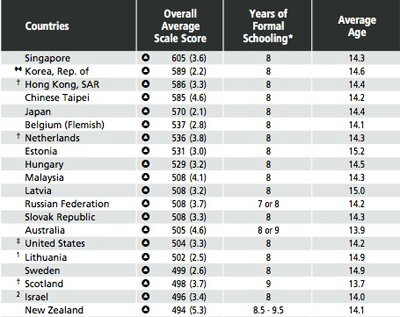 Countries Overall Average Scale Score Years of Formal Schooling* Average Age
Singapore 605 (3.6) 8 14.3
Korea, Rep. of 589 (2.2) 8 14.6
† Hong Kong, SAR 586 (3.3) 8 14.4
Chinese Taipei 585 (4.6) 8 14.2
Japan 570 (2.1) 8 14.4
Belgium (Flemish) 537 (2.8) 8 14.1
† Netherlands 536 (3.8) 8 14.3
Estonia 531 (3.0) 8 15.2
Hungary 529 (3.2) 8 14.5
Malaysia 508 (4.1) 8 14.3
Latvia 508 (3.2) 8 15.0
Russian Federation 508 (3.7) 7 or 8 14.2
Slovak Republic 508 (3.3) 8 14.3
Australia 505 (4.6) 8 or 9 13.9
‡ United States 504 (3.3) 8 14.2
1 Lithuania 502 (2.5) 8 14.9
Sweden 499 (2.6) 8 14.9
† Scotland 498 (3.7) 9 13.7
2 Israel 496 (3.4) 8 14.0
New Zealand 494 (5.3) 8.5 - 9.5 14.1